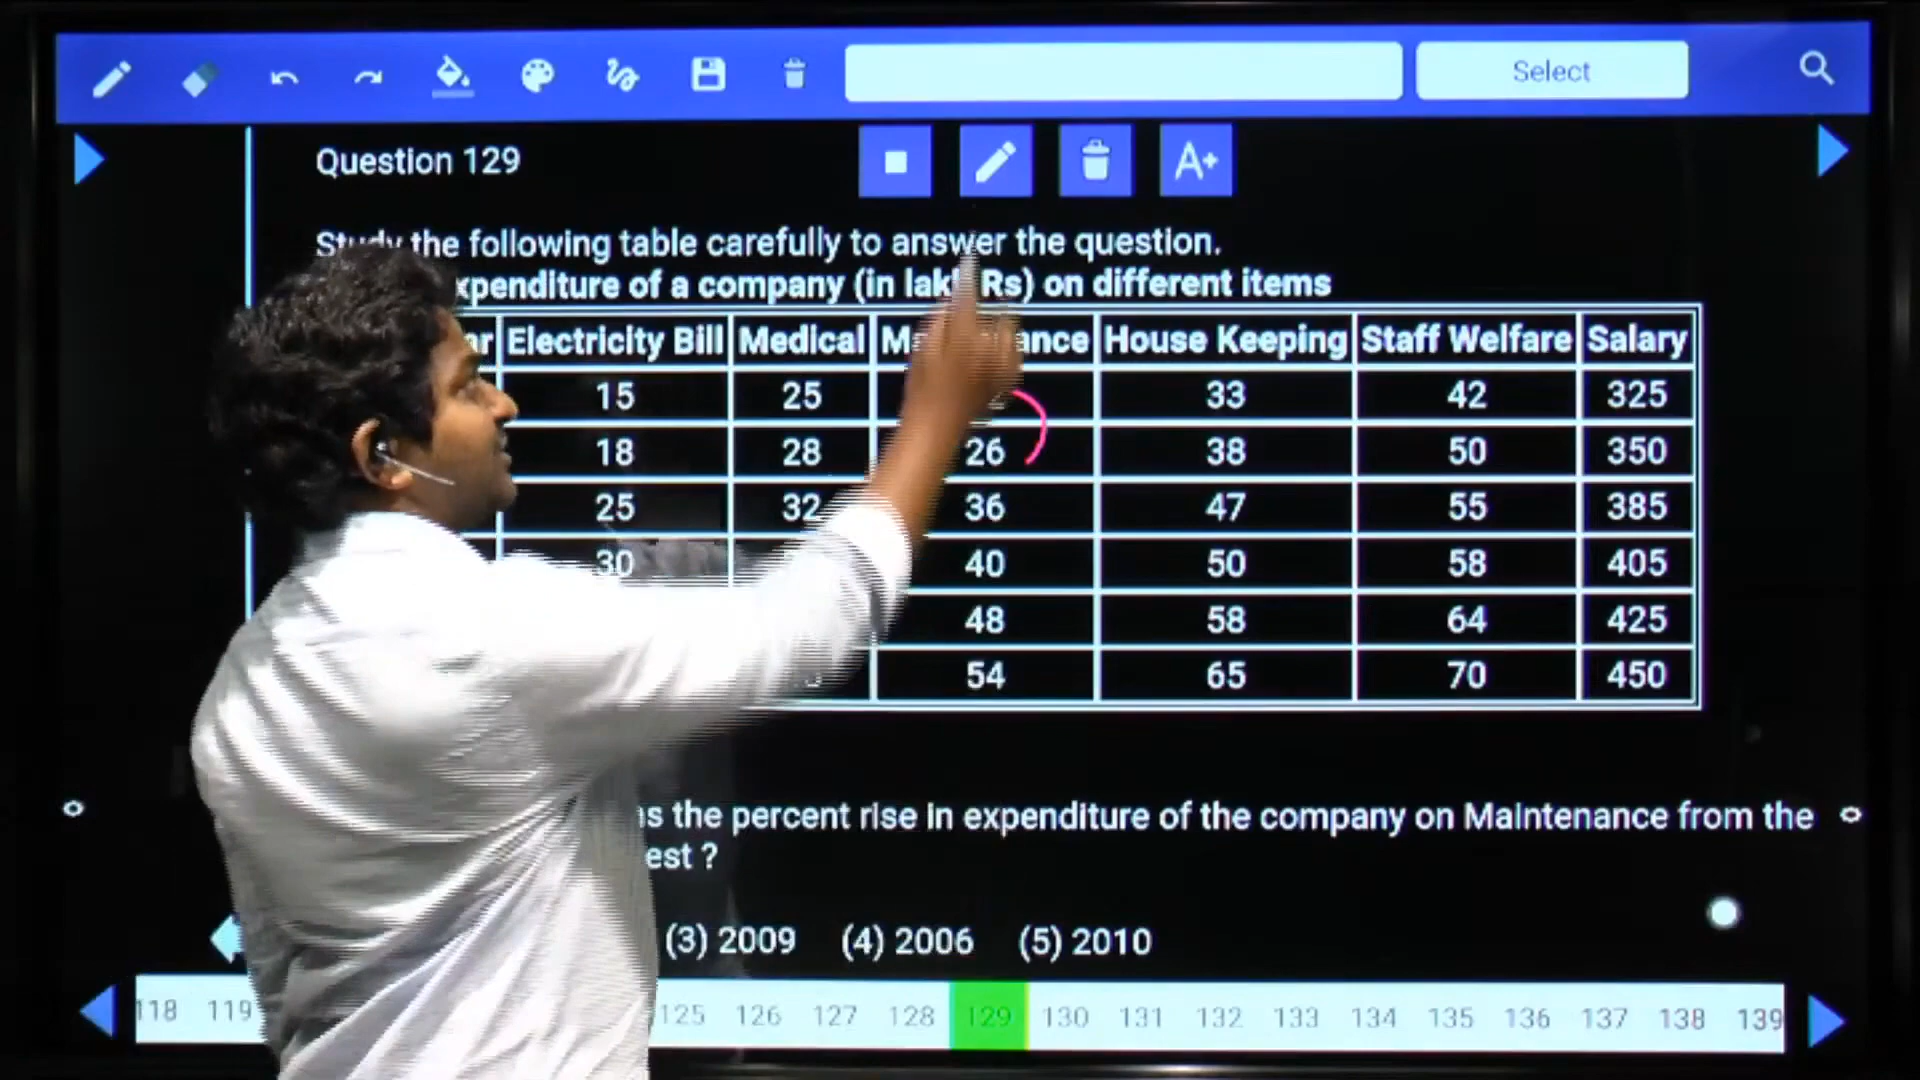 Select
Question 129
A+
Study the following table carefully to answer the question.
xpenditure of a company (in lakh Rs) on different items
Electricity Bill Medical House Keeping Staff Welfare Salary
15 25 33 42 325
18 28 26 38 50 350
25 32 36 47 55 385
30 40 50 58 405
48 58 64 425
54 65 70 450
the percent rise in expenditure of the company on Maintenance from the
est ?
(3) 2009 (4) 2006 (5) 2010
118 119 125 126 127 128 129 130 131 132 133 134 135 136 137 138 139